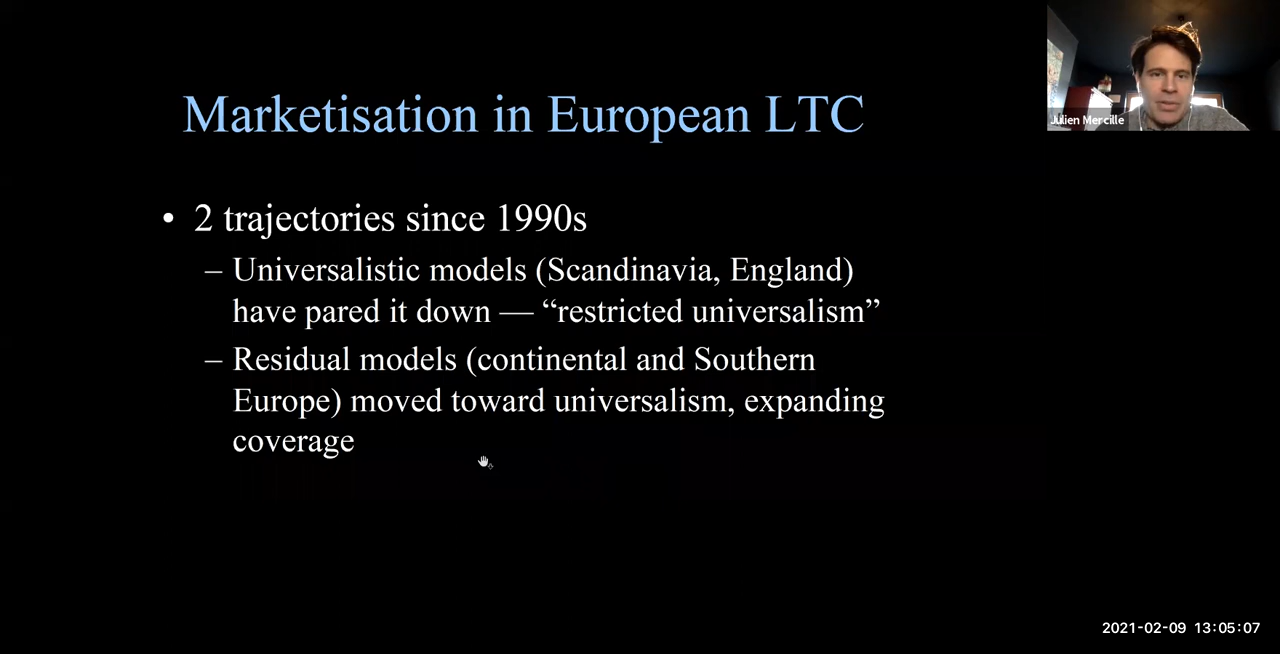 Marketisation in European LTC
• 2 trajectories since 1990s
– Universalistic models (Scandinavia, England)
have pared it down — “restricted universalism”
– Residual models (continental and Southern
Europe) moved toward universalism, expanding
coverage
Julien Mercille
2021-02-09 13:05:07